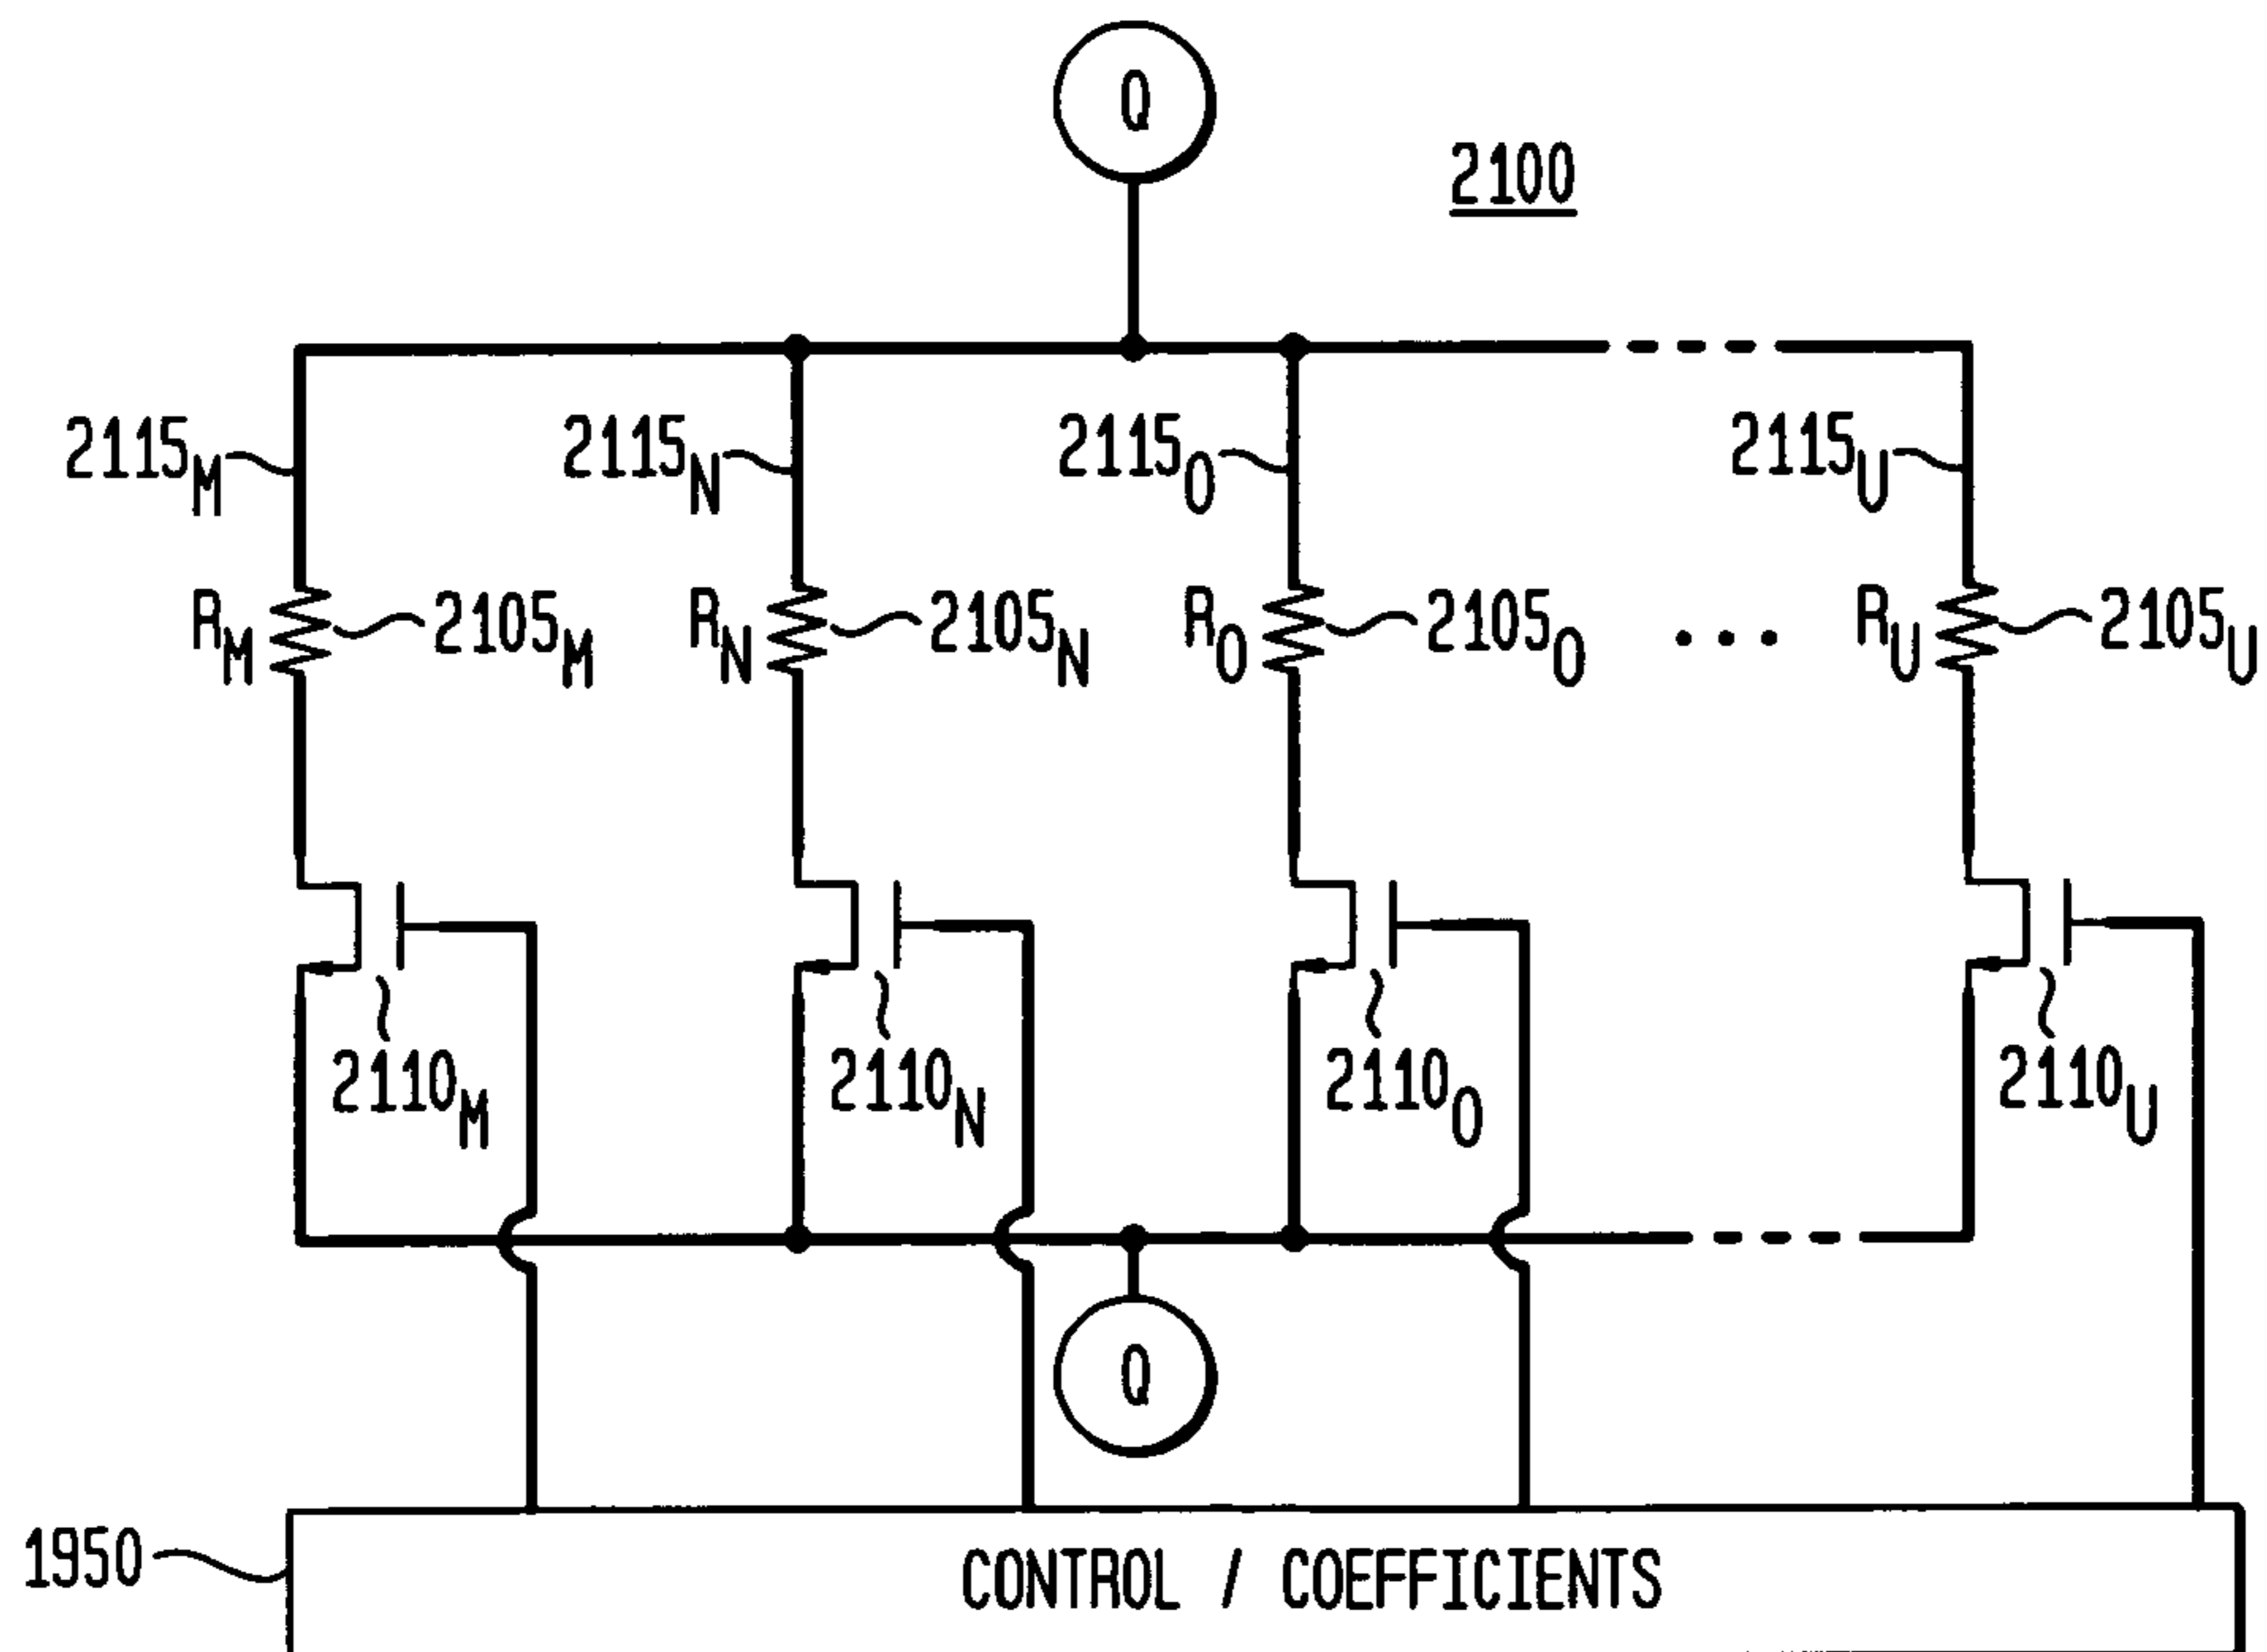 Q
2100
2115M 2115N 2115O 2115U
RM 2105M RN 2105N RO 2105O ... RU 2105U
2110M 2110N 2110O 2110U
Q
1950
CONTROL / COEFFICIENTS